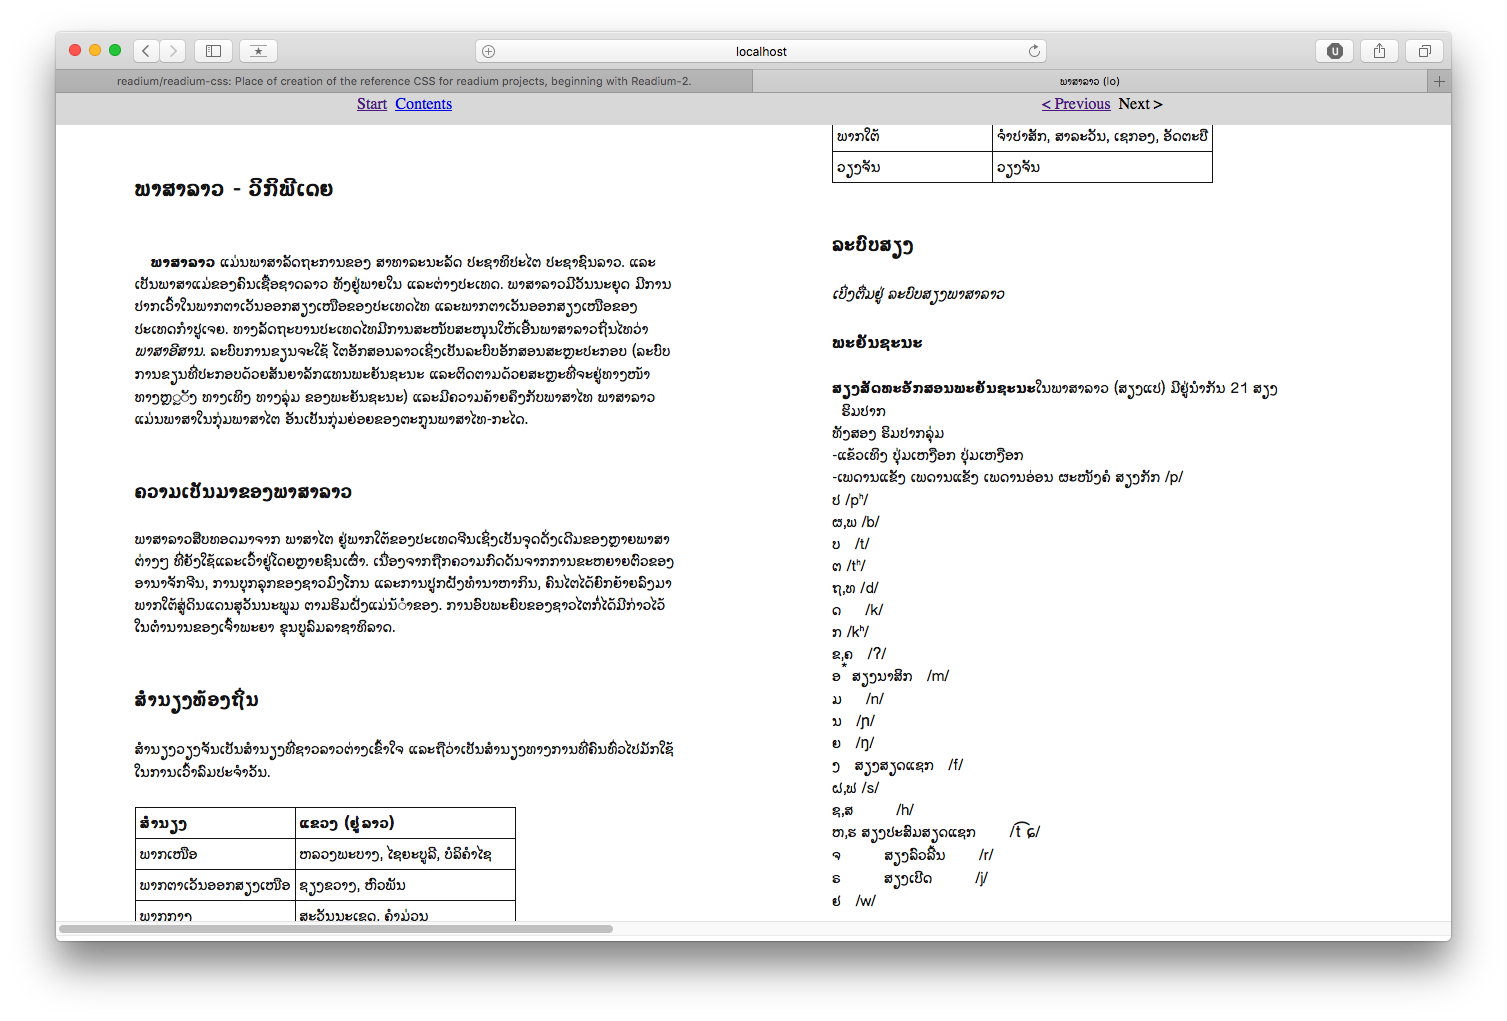 localhost
readium/readium-css: Place of creation of the reference CSS for readium projects, beginning with Readium-2.
ພາສາລາວ (lo)
Start Contents
< Previous Next >
ພາສາລາວ - ວິກິພີເດຍ
ພາສາລາວ ແມ່ນພາສາລັດຖະການຂອງ ສາທາລະນະລັດ ປະຊາທິປະໄຕ ປະຊາຊົນລາວ. ແລະ
ເປັນພາສາແມ່ຂອງຄົນເຊື້ອຊາດລາວ ທັງຢູ່ພາຍໃນ ແລະຕ່າງປະເທດ. ພາສາລາວມີວັນນະຍຸດ ມີການ
ປາກເວົ້າໃນພາກຕາເວັນອອກສຽງເໜືອຂອງປະເທດໄທ ແລະພາກຕາເວັນອອກສຽງເໜືອຂອງ
ປະເທດກຳປູເຈຍ. ທາງລັດຖະບານປະເທດໄທມີການສະໜັບສະໜຸນໃຫ້ເອີ້ນພາສາລາວຖິ່ນໄທວ່າ
ພາສາອີສານ. ລະບົບການຂຽນຈະໃຊ້ ໂຕອັກສອນລາວເຊິ່ງເປັນລະບົບອັກສອນສະຫຼະປະກອບ (ລະບົບ
ການຂຽນທີ່ປະກອບດ້ວຍສັນຍາລັກແທນພະຍັນຊະນະ ແລະຕິດຕາມດ້ວຍສະຫຼະທີ່ຈະຢູ່ທາງໜ້າ
ທາງຫຼຼັງ ທາງເທິງ ທາງລຸ່ມ ຂອງພະຍັນຊະນະ) ແລະມີຄວາມຄ້າຍຄຶງກັບພາສາໄທ ພາສາລາວ
ແມ່ນພາສາໃນກຸ່ມພາສາໄຕ ອັນເປັນກຸ່ມຍ່ອຍຂອງຕະກູນພາສາໄທ-ກະໄດ.
ຄວາມເປັນມາຂອງພາສາລາວ
ພາສາລາວສືບທອດມາຈາກ ພາສາໄຕ ຢູ່ພາກໃຕ້ຂອງປະເທດຈີນເຊິ່ງເປັນຈຸດດັ່ງເດີມຂອງຫຼາຍພາສາ
ຕ່າງໆ ທີ່ຍັງໃຊ້ແລະເວົ້າຢູ່ໂດຍຫຼາຍຊົນເຜົ່າ. ເນື່ອງຈາກຖືກຄວາມກົດດັນຈາກການຂະຫຍາຍຕົວຂອງ
ອານາຈັກຈີນ, ການບຸກລຸກຂອງຊາວມົງໂກນ ແລະການປູກຝັງທຳນາຫາກິນ, ຄົນໄຕໄດ້ຍົກຍ້າຍລົງມາ
ພາກໃຕ້ສູ່ດິນແດນສຸວັນນະພູມ ຕາມຮິມຝັ່ງແມ່ນ້ຳຂອງ. ການອົບພະຍົບຂອງຊາວໄຕກໍ່ໄດ້ມີກ່າວໄວ້
ໃນຕຳນານຂອງເຈົ້າພະຍາ ຂຸນບູລົມລາຊາທິລາດ.
ສຳນຽງທ້ອງຖິ່ນ
ສຳນຽງວຽງຈັນເປັນສຳນຽງທີ່ຊາວລາວຕ່າງເຂົ້າໃຈ ແລະຖືວ່າເປັນສຳນຽງທາງການທີ່ຄົນທົ່ວໄປມັກໃຊ້
ໃນການເວົ້າລົມປະຈຳວັນ.
ສຳນຽງ ແຂວງ (ຢູ່ລາວ)
ພາກເໜືອ ຫລວງພະບາງ, ໄຊຍະບູລີ, ບໍລິຄຳໄຊ
ພາກຕາເວັນອອກສຽງເໜືອ ຊຽງຂວາງ, ຫົວພັນ
ພາກກາງ ສະວັນນະເຂດ, ຄຳມ່ວນ
ພາກໃຕ້ ຈຳປາສັກ, ສາລະວັນ, ເຊກອງ, ອັດຕະປື
ວຽງຈັນ ວຽງຈັນ
ລະບົບສຽງ
ເບິ່ງຕື່ມຢູ່ ລະບົບສຽງພາສາລາວ
ພະຍັນຊະນະ
ສຽງສັດທະອັກສອນພະຍັນຊະນະໃນພາສາລາວ (ສຽງແປ) ມີຢູ່ນຳກັນ 21 ສຽງ
ຮິມປາກ
ທັງສອງ ຮິມປາກລຸ່ມ
-ແຂ້ວເທິງ ປຸ່ມເຫງືອກ ປຸ່ມເຫງືອກ
-ເພດານແຂັງ ເພດານແຂັງ ເພດານອ່ອນ ຜະໜັງຄໍ ສຽງກັກ /p/
ປ /pʰ/
ຜ,ພ /b/
ບ /t/
ຕ /tʰ/
ຖ,ທ /d/
ດ /k/
ກ /kʰ/
ຂ,ຄ /ʔ/
ອ* ສຽງນາສິກ /m/
ມ /n/
ນ /ɲ/
ຍ /ŋ/
ງ ສຽງສຽດແຊກ /f/
ຝ,ຟ /s/
ຊ,ສ /h/
ຫ,ຮ ສຽງປະສົມສຽດແຊກ /t͡ɕ/
ຈ ສຽງລົວລີ້ນ /r/
ຣ ສຽງເປີດ /j/
ຢ /w/